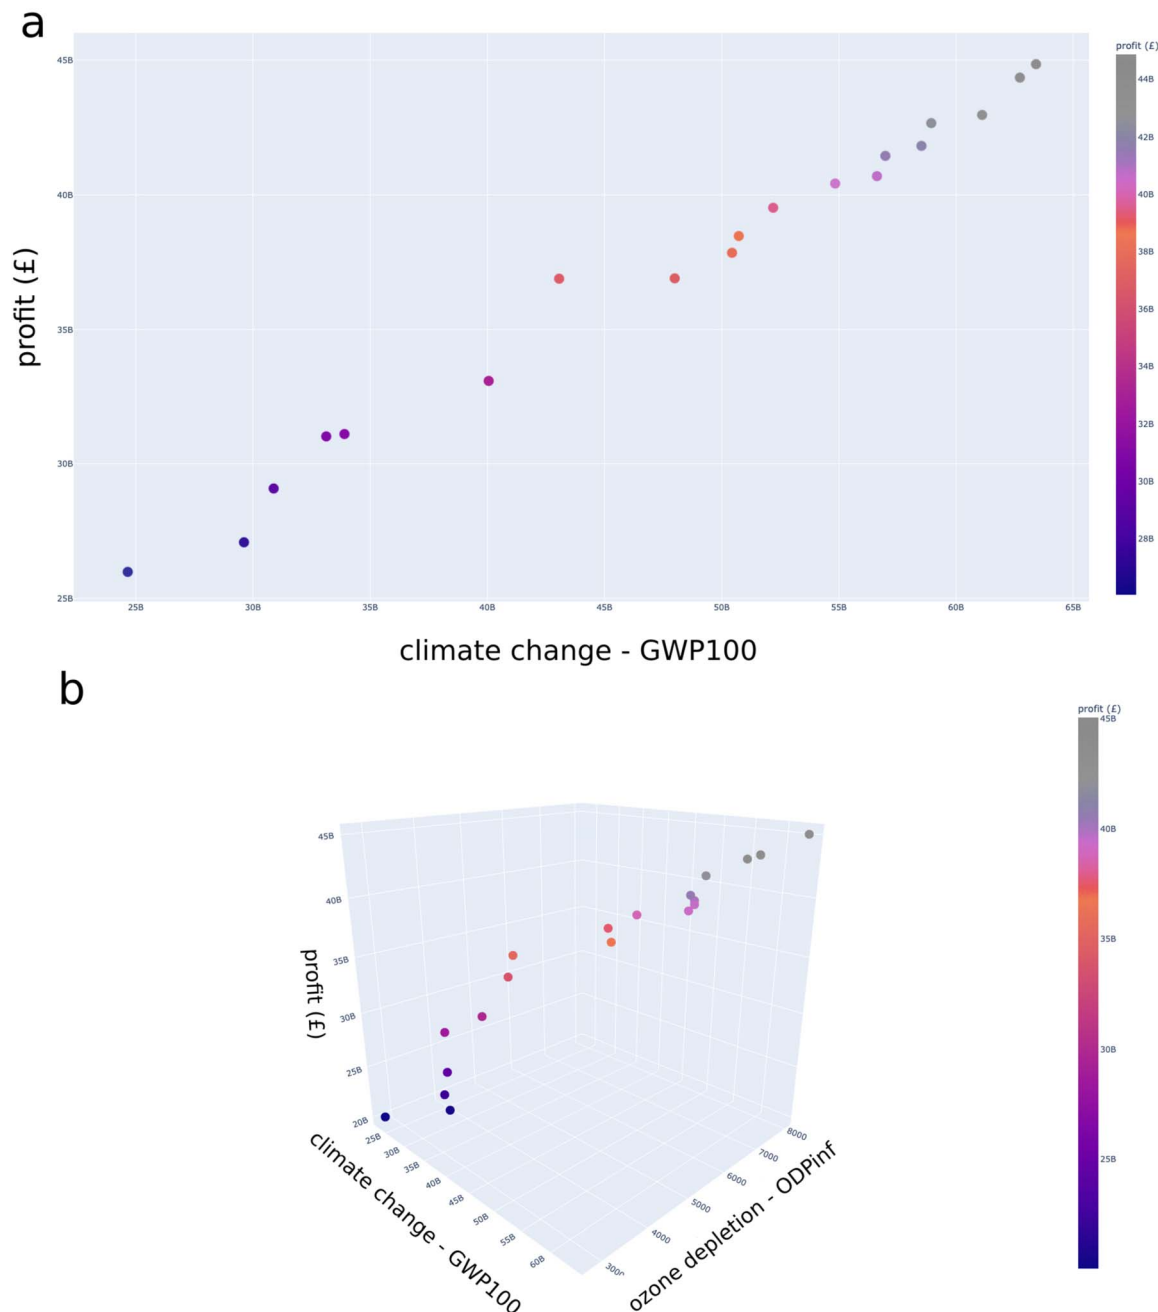 a
profit (£)
45B
40B
35B
30B
25B
profit (£)
44B
42B
40B
38B
36B
34B
32B
30B
28B
25B 30B 35B 40B 45B 50B 55B 60B 65B
climate change - GWP100
b
profit (£)
45B
40B
35B
30B
25B
45B
40B
35B
30B
25B
20B
profit (£)
25B
30B
35B
40B
45B
50B
55B
60B
climate change - GWP100
8000
7000
6000
5000
4000
ozone depletion - ODPinf